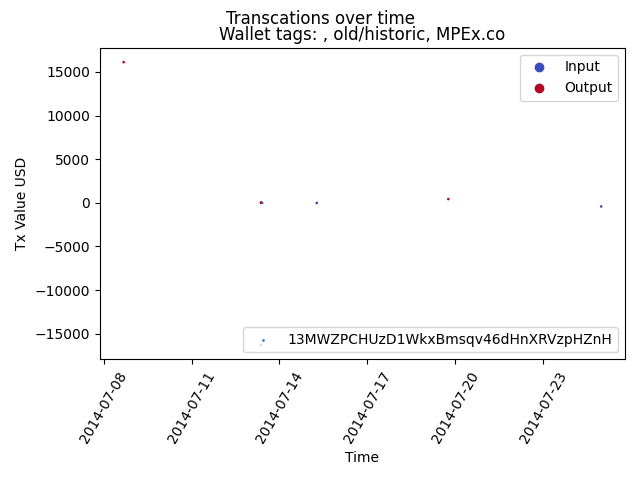 Transcations over time
Wallet tags: , old/historic, MPEx.co
Input
Output
15000
10000
5000
0
−5000
−10000
−15000
Tx Value USD
13MWZPCHUzD1WkxBmsqv46dHnXRVzpHZnH
2014-07-08
2014-07-11
2014-07-14
2014-07-17
2014-07-20
2014-07-23
Time